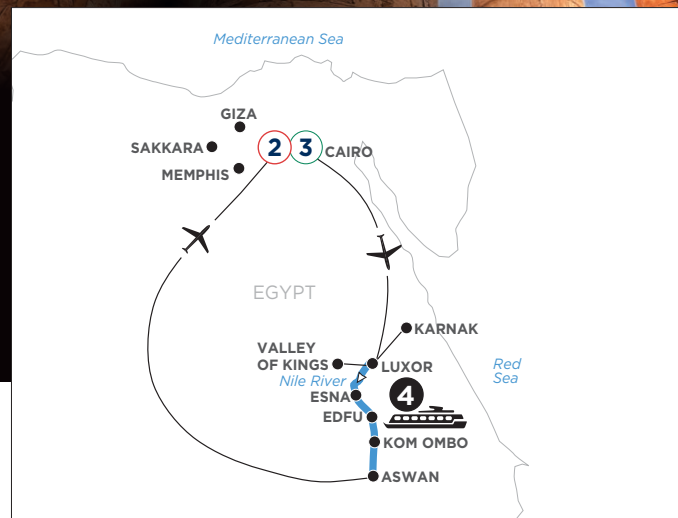 Mediterranean Sea
GIZA
SAKKARA
2 3 CAIRO
MEMPHIS
EGYPT
KARNAK
VALLEY
OF KINGS
LUXOR
Red
Sea
Nile River
ESNA
4
EDFU
KOM OMBO
ASWAN